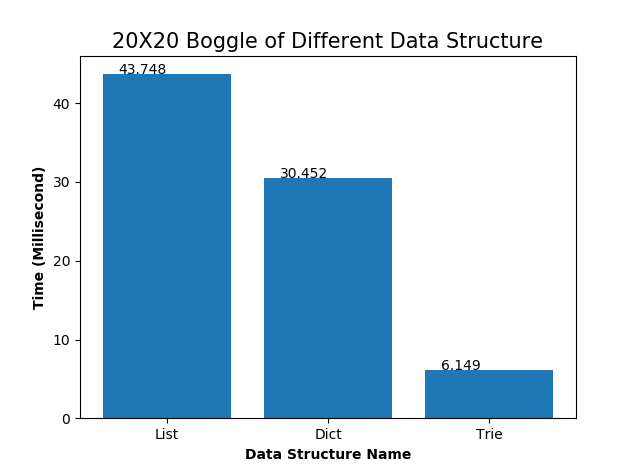 20X20 Boggle of Different Data Structure
43.748
30.452
6.149
40
30
20
10
0
Time (Millisecond)
List Dict Trie
Data Structure Name